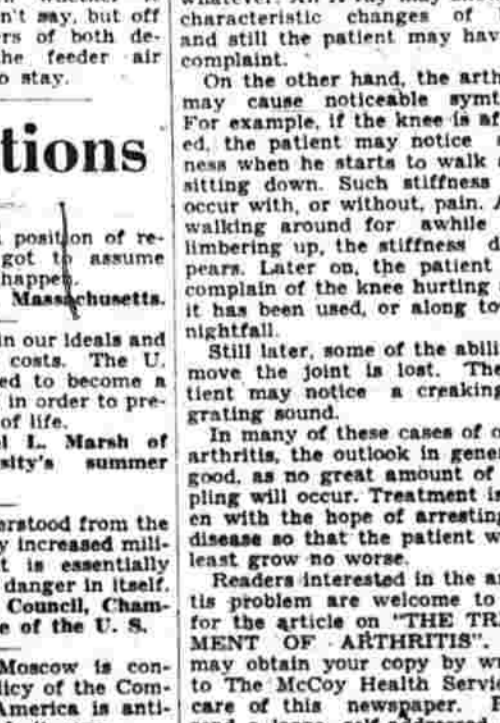 n't say, but off
rs of both de-
he feeder air
o stay.
tions
position of re-
got to assume
happen.
Massachusetts.
in our ideals and
costs. The U.
ed to become a
in order to pre-
of life.
l L. Marsh of
sity's summer
erstood from the
y increased mili-
t is essentially
danger in itself.
Council, Cham-
e of the U. S.
Moscow is con-
licy of the Com-
America is anti-
characteristic changes of
and still the patient may hav
complaint.
On the other hand, the arth
may cause noticeable symt
For example, if the knee is af
ed, the patient may notice
ness when he starts to walk
sitting down. Such stiffness
occur with, or without, pain. A
walking around for awhile
limbering up, the stiffness d
pears. Later on, the patient
complain of the knee hurting
it has been used, or along to
nightfall.
Still later, some of the abili
move the joint is lost. The
tient may notice a creaking
grating sound.
In many of these cases of o
arthritis, the outlook in gene
good, as no great amount of
pling will occur. Treatment i
en with the hope of arresting
disease so that the patient w
least grow no worse.
Readers interested in the a
tis problem are welcome to
for the article on "THE TR
MENT OF ARTHRITIS".
may obtain your copy by w
to The McCoy Health Servi
care of this newspaper.